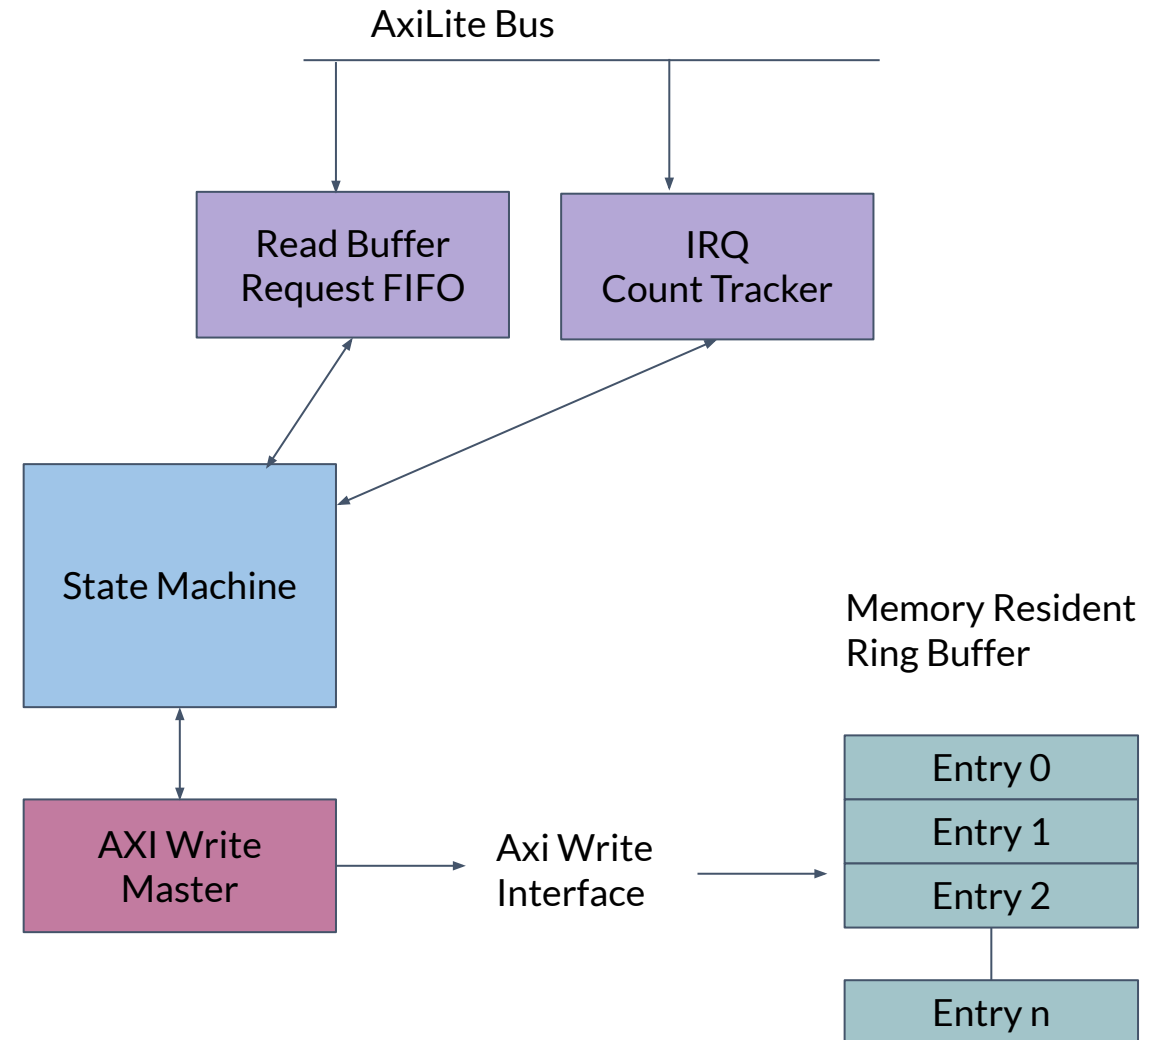 AxiLite Bus
Read Buffer
Request FIFO
IRQ
Count Tracker
State Machine
Memory Resident
Ring Buffer
Entry 0
Entry 1
Entry 2
Entry n
AXI Write
Master
Axi Write
Interface